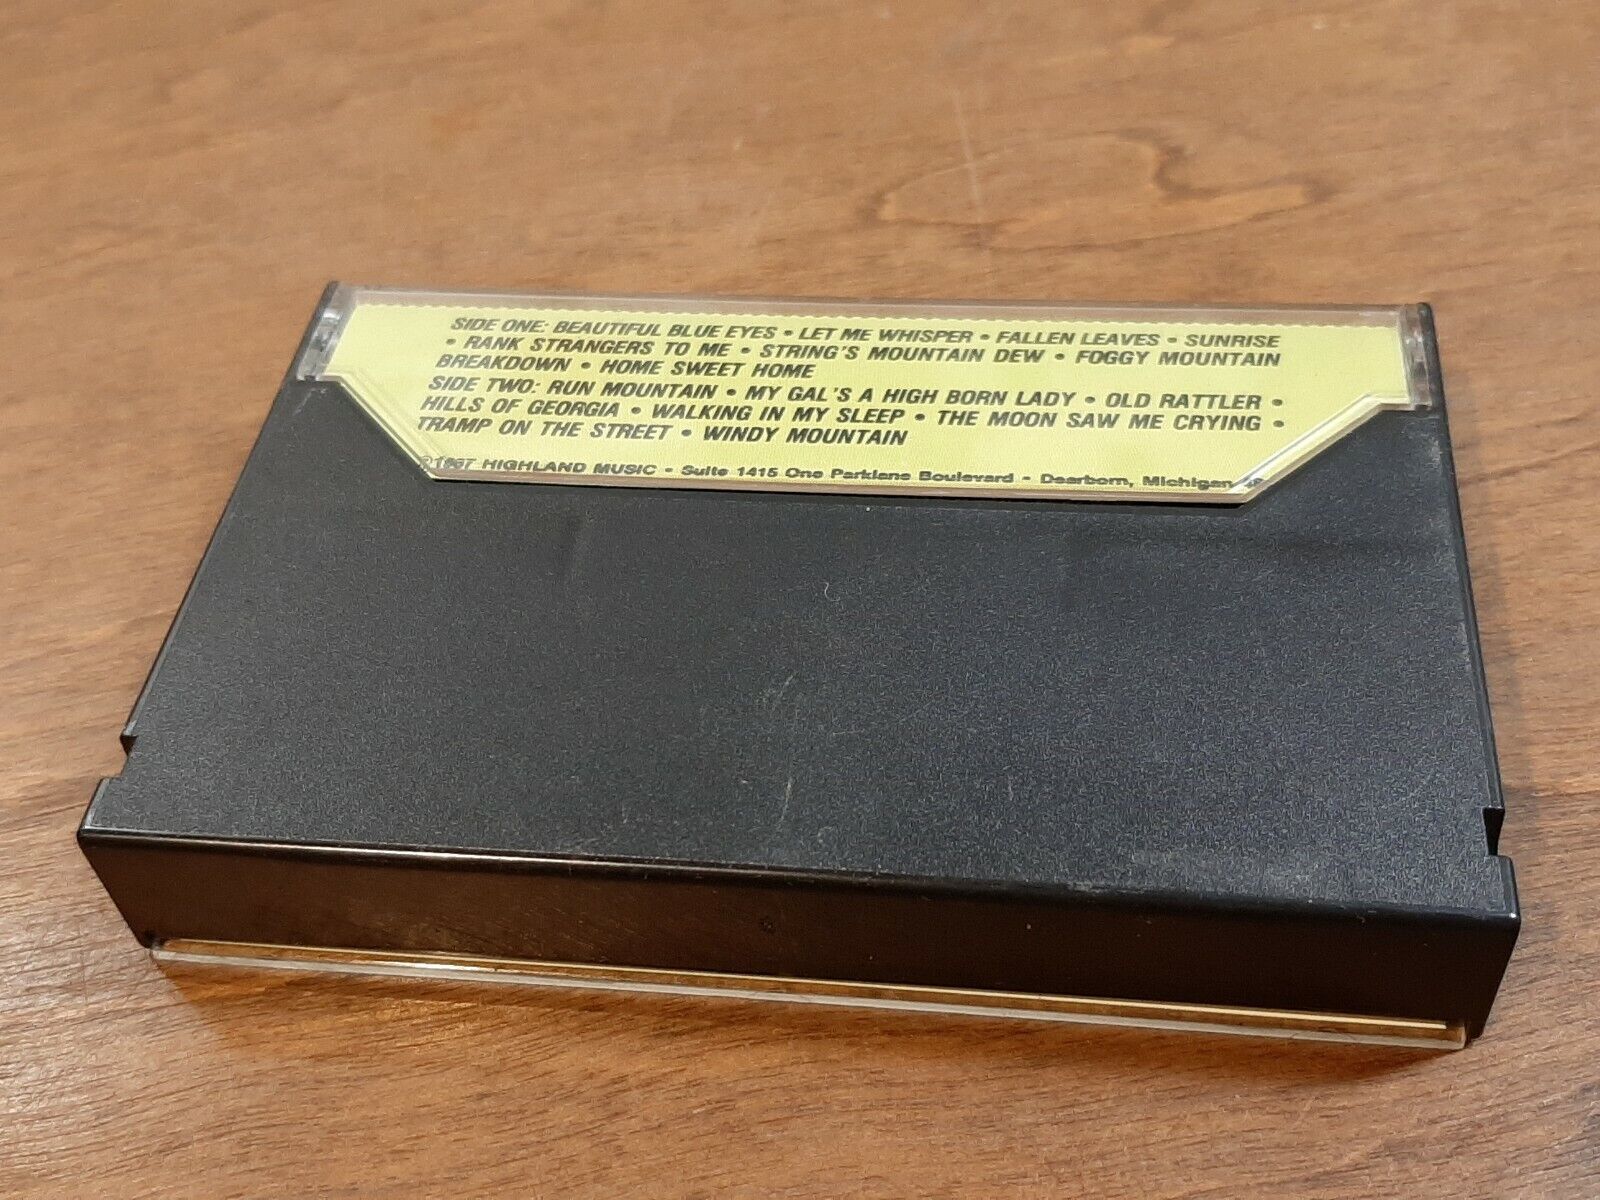 SIDE ONE: BEAUTIFUL BLUE EYES • LET ME WHISPER • FALLEN LEAVES • SUNRISE
• RANK STRANGERS TO ME • STRING'S MOUNTAIN DEW • FOGGY MOUNTAIN
BREAKDOWN • HOME SWEET HOME
SIDE TWO: RUN MOUNTAIN • MY GAL'S A HIGH BORN LADY • OLD RATTLER •
HILLS OF GEORGIA • WALKING IN MY SLEEP • THE MOON SAW ME CRYING •
TRAMP ON THE STREET • WINDY MOUNTAIN
HIGHLAND MUSIC • Suite 1415 One Parklane Boulevard • Dearborn, Michigan